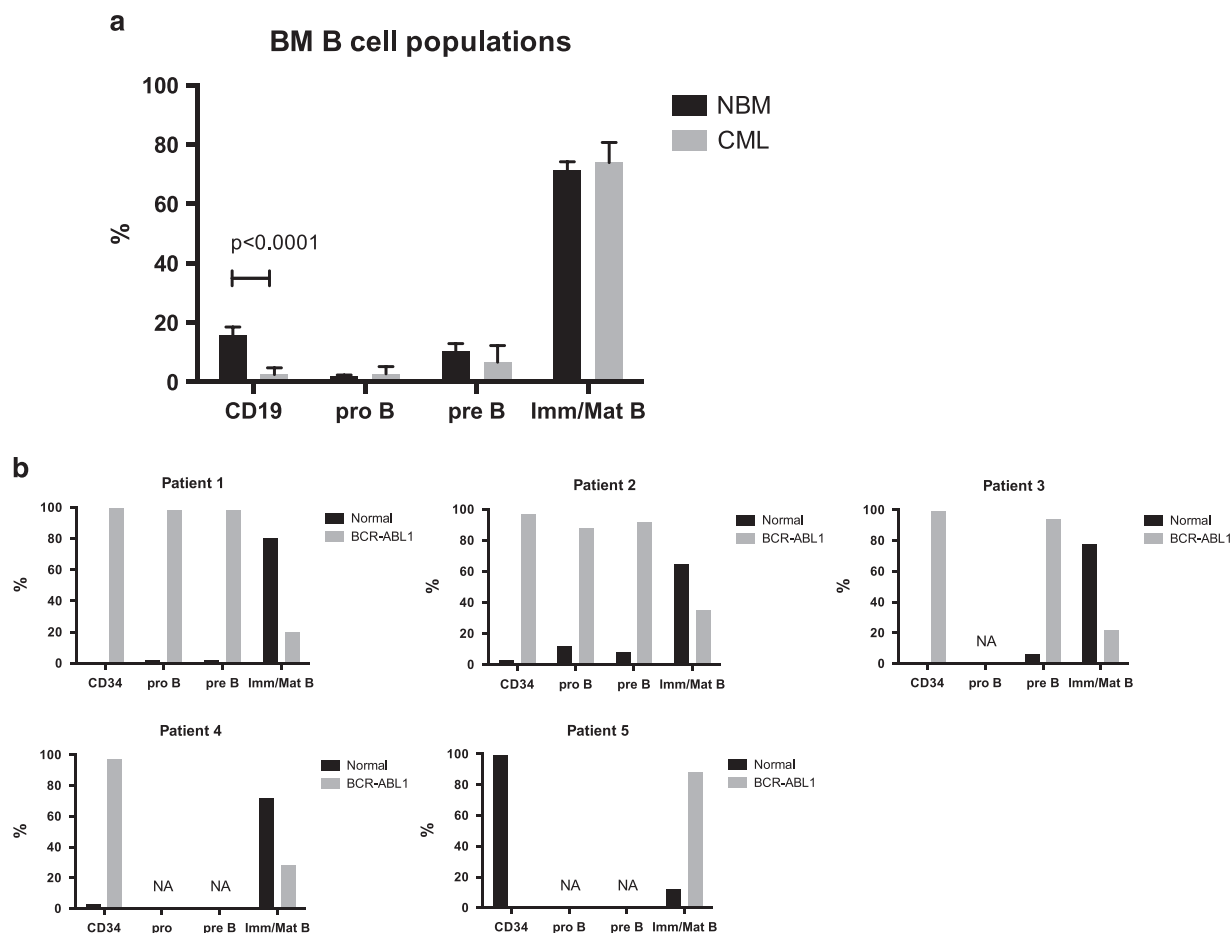 a
BM B cell populations
100
80
60
40
20
0
%
p<0.0001
CD19 pro B pre B Imm/Mat B
NBM
CML
b
Patient 1
100
80
60
40
20
0
%
CD34 pro B pre B Imm/Mat B
Normal
BCR-ABL1
Patient 2
100
80
60
40
20
0
%
CD34 pro B pre B Imm/Mat B
Normal
BCR-ABL1
Patient 3
100
80
60
40
20
0
%
NA
CD34 pro B pre B Imm/Mat B
Normal
BCR-ABL1
Patient 4
100
80
60
40
20
0
%
NA NA
CD34 pro pre B Imm/Mat B
Normal
BCR-ABL1
Patient 5
100
80
60
40
20
0
%
NA NA
CD34 pro B pre B Imm/Mat B
Normal
BCR-ABL1